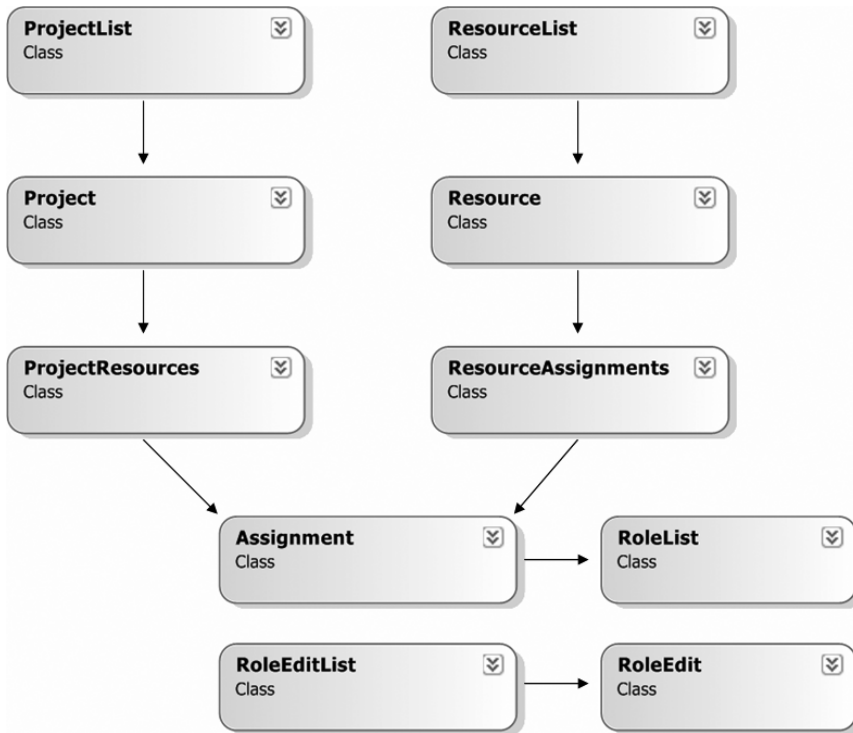 ProjectList
Class
ResourceList
Class
Project
Class
Resource
Class
ProjectResources
Class
ResourceAssignments
Class
Assignment
Class
RoleList
Class
RoleEditList
Class
RoleEdit
Class